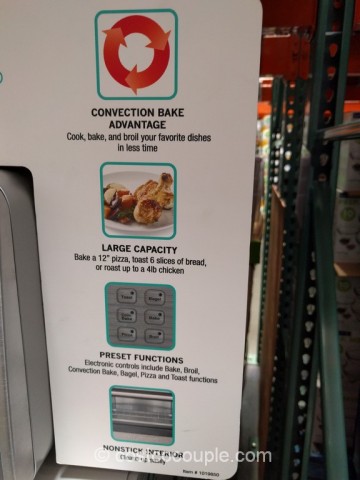 CONVECTION BAKE
ADVANTAGE
Cook, bake, and broil your favorite dishes
in less time
LARGE CAPACITY
Bake a 12" pizza, toast 6 slices of bread,
or roast up to a 4lb chicken
PRESET FUNCTIONS
Electronic controls include Bake, Broil,
Convection Bake, Bagel, Pizza and Toast functions
NONSTICK INTERIOR